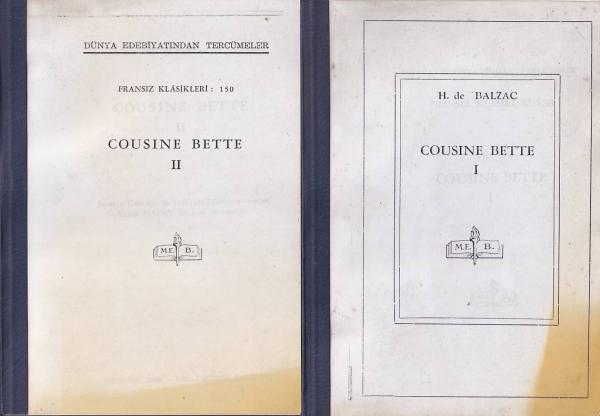 DÜNYA EDEBİYATINDAN TERCÜMELER
FRANSIZ KLÂSİKLERİ : 150
COUSINE BETTE
II
M.E. B.
H. de BALZAC
COUSINE BETTE
I
M.E. B.